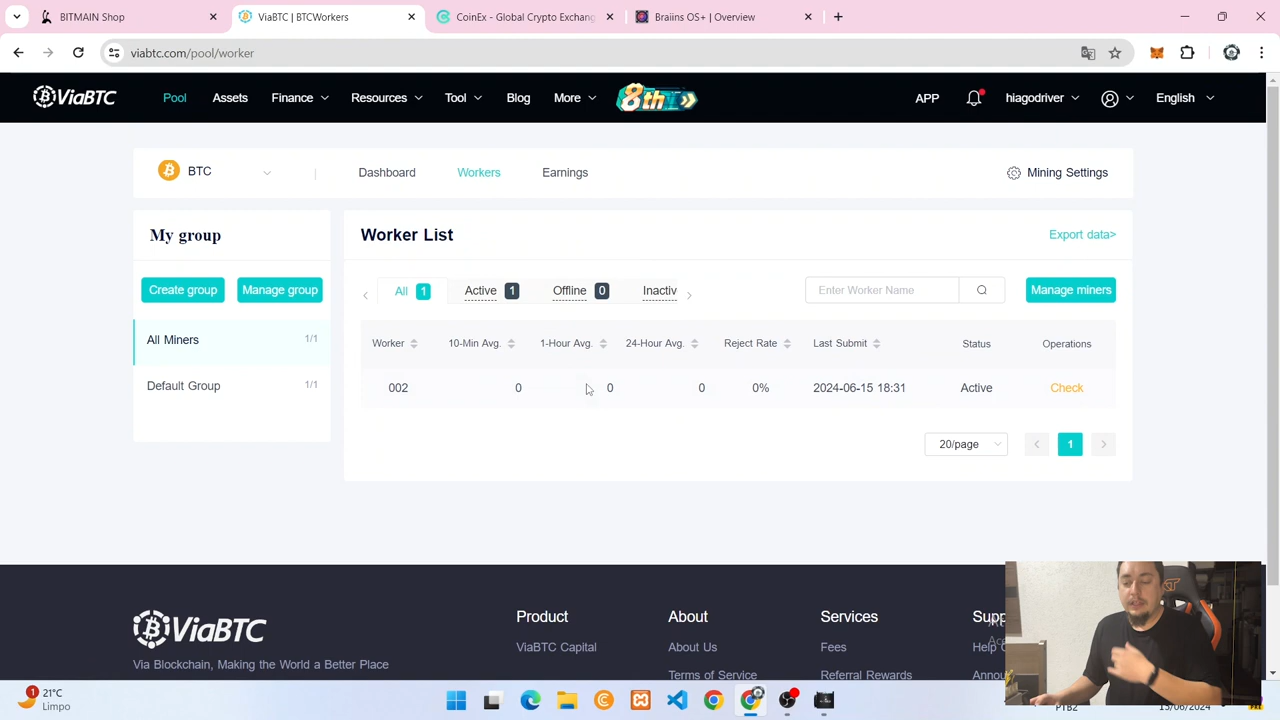 BITMAIN Shop
ViaBTC | BTCWorkers
CoinEx - Global Crypto Exchang
Braiins OS+ | Overview
viabtc.com/pool/worker
ViaBTC
Pool
Assets
Finance
Resources
Tool
Blog
More
8th
APP
hiagodriver
English
BTC
Dashboard
Workers
Earnings
Mining Settings
My group
Create group
Manage group
All Miners 1/1
Default Group 1/1
Worker List
Export data>
All 1
Active 1
Offline 0
Inactiv
Enter Worker Name
Manage miners
Worker 10-Min Avg. 1-Hour Avg. 24-Hour Avg. Reject Rate Last Submit Status Operations
002 0 0 0 0% 2024-06-15 18:31 Active Check
20/page
1
ViaBTC
Via Blockchain, Making the World a Better Place
Product
ViaBTC Capital
About
About Us
Terms of Service
Services
Fees
Referral Rewards
Supp
Help
Annou
1
21°C
Limpo
PTB2
15/06/2024